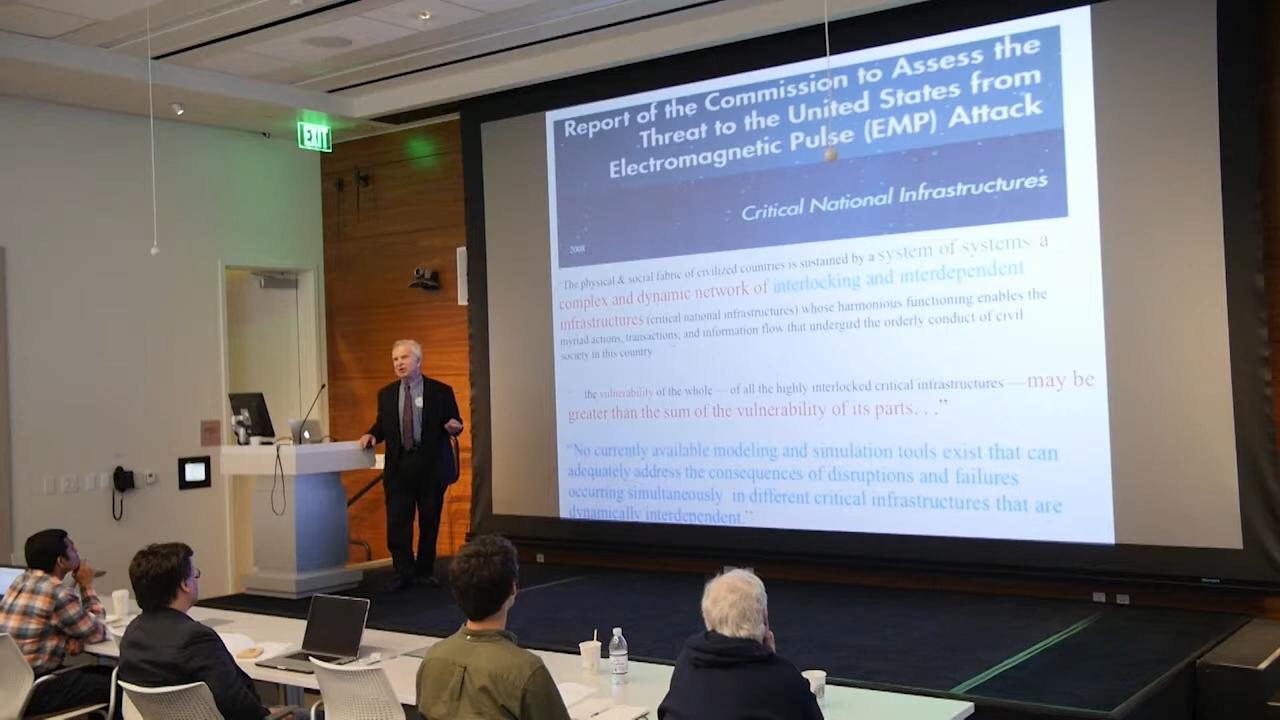 EXIT
Report of the Commission to Assess the
Threat to the United States from
Electromagnetic Pulse (EMP) Attack
Critical National Infrastructures
2008
"The physical & social fabric of civilized countries is sustained by a system of systems a
complex and dynamic network of interlocking and interdependent
infrastructures (critical national infrastructures) whose harmonious functioning enables the
myriad actions, transactions, and information flow that undergird the orderly conduct of civil
society in this country
the vulnerability of the whole — of all the highly interlocked critical infrastructures — may be
greater than the sum of the vulnerability of its parts. . ."
"No currently available modeling and simulation tools exist that can
adequately address the consequences of disruptions and failures
occurring simultaneously in different critical infrastructures that are
dynamically interdependent."